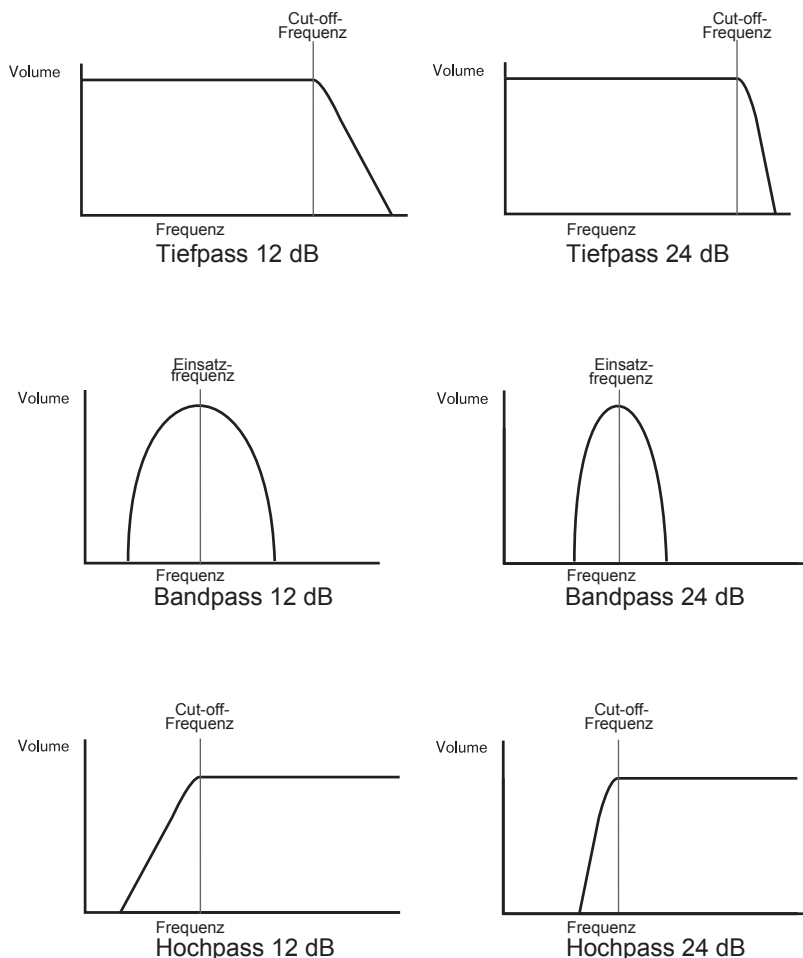 Cut-off-
Frequenz
Volume
Frequenz
Tiefpass 12 dB
Cut-off-
Frequenz
Volume
Frequenz
Tiefpass 24 dB
Einsatz-
frequenz
Volume
Frequenz
Bandpass 12 dB
Einsatz-
frequenz
Volume
Frequenz
Bandpass 24 dB
Cut-off-
Frequenz
Volume
Frequenz
Hochpass 12 dB
Cut-off-
Frequenz
Volume
Frequenz
Hochpass 24 dB